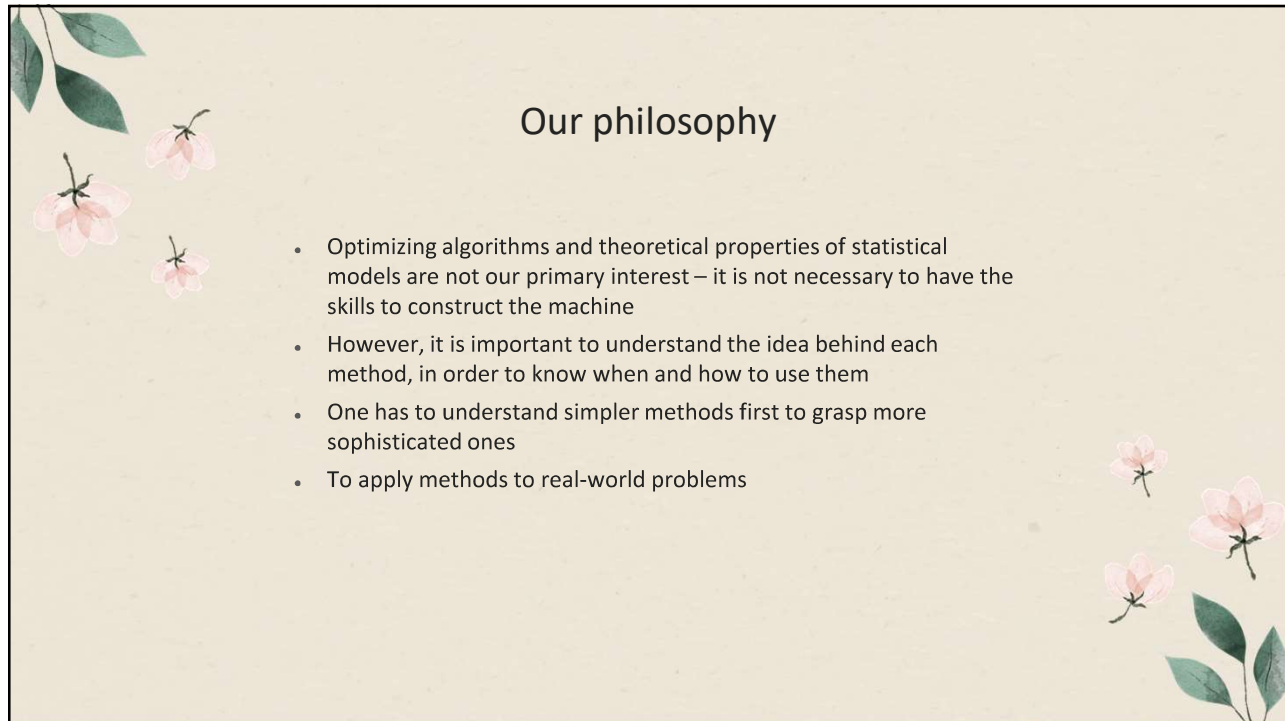 Our philosophy
• Optimizing algorithms and theoretical properties of statistical
models are not our primary interest – it is not necessary to have the
skills to construct the machine
• However, it is important to understand the idea behind each
method, in order to know when and how to use them
• One has to understand simpler methods first to grasp more
sophisticated ones
• To apply methods to real-world problems